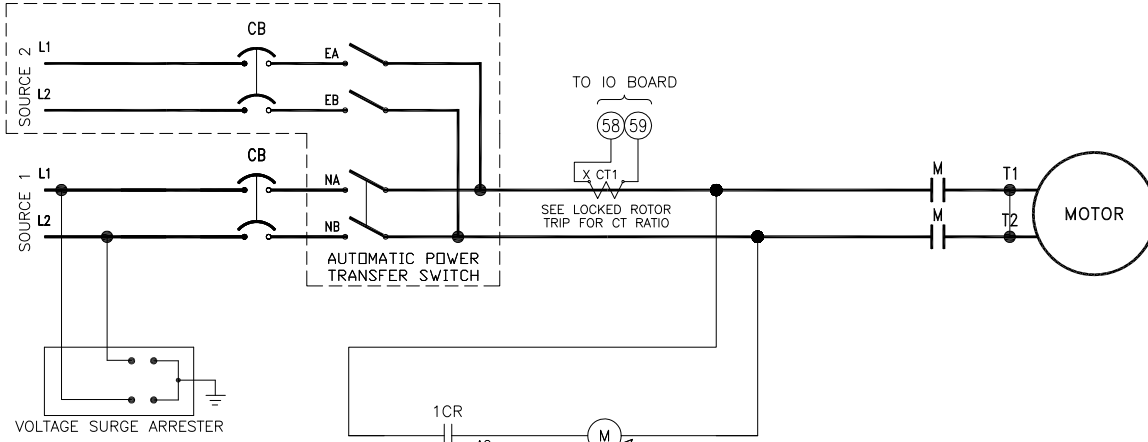 CB
SOURCE 2
L1
EA
L2
EB
TO IO BOARD
58 59
CB
SOURCE 1
L1
NA
X CT1
M
T1
L2
NB
SEE LOCKED ROTOR
TRIP FOR CT RATIO
M
T2
MOTOR
AUTOMATIC POWER
TRANSFER SWITCH
VOLTAGE SURGE ARRESTER
1CR
M